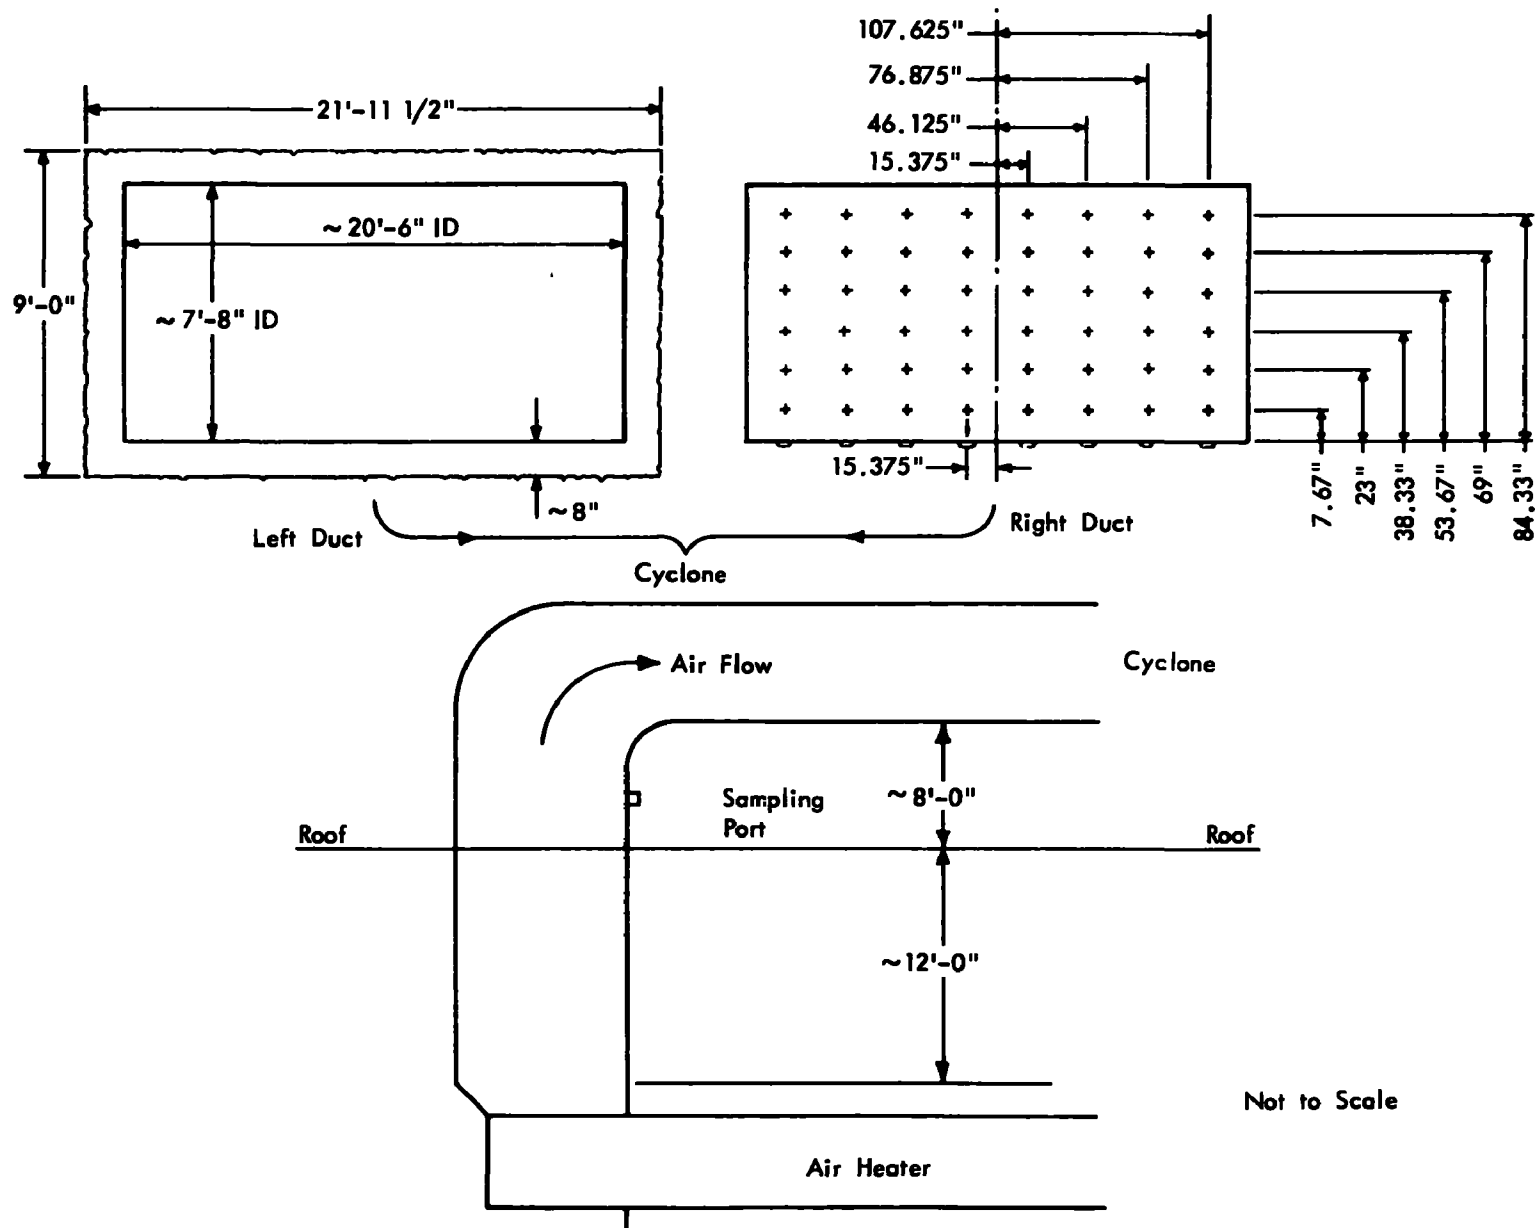 107.625"
76.875"
46.125"
15.375"
21'-11 1/2"
~ 20'-6" ID
9'-0"
~ 7'-8" ID
~ 8"
15.375"
7.67"
23"
38.33"
53.67"
69"
84.33"
Left Duct
Right Duct
Cyclone
Air Flow
Cyclone
Sampling
Port
~ 8'-0"
Roof
Roof
~12'-0"
Not to Scale
Air Heater